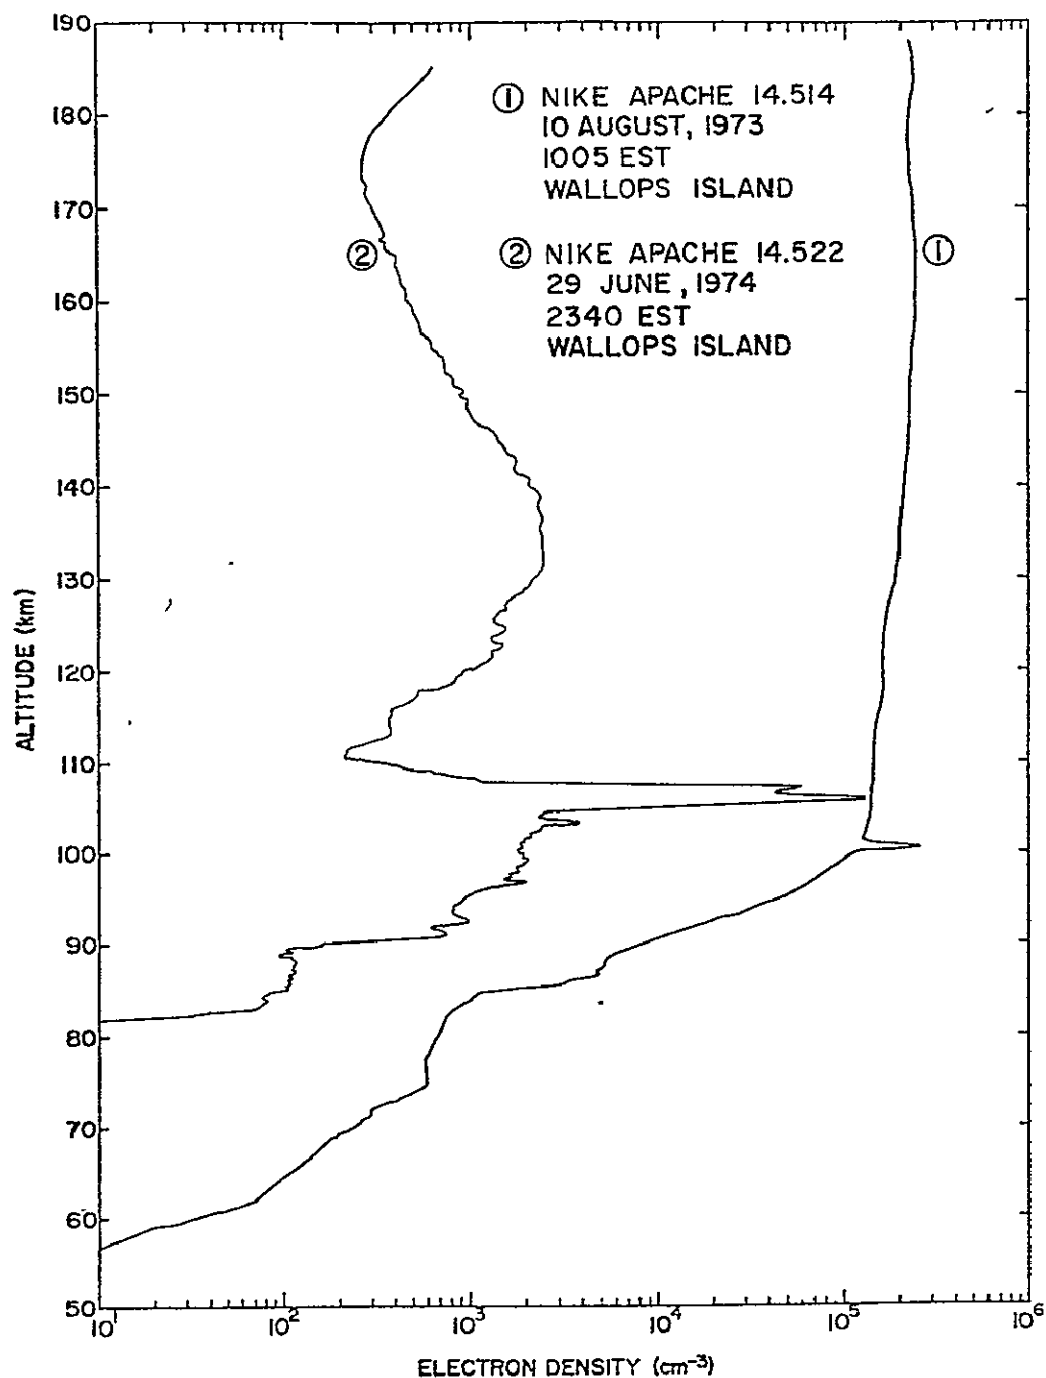 190
180
170
160
150
140
130
120
110
100
90
80
70
60
50
ALTITUDE (km)
① NIKE APACHE 14.514
10 AUGUST, 1973
1005 EST
WALLOPS ISLAND
② NIKE APACHE 14.522
29 JUNE, 1974
2340 EST
WALLOPS ISLAND
②
①
10¹ 10² 10³ 10⁴ 10⁵ 10⁶
ELECTRON DENSITY (cm⁻³)